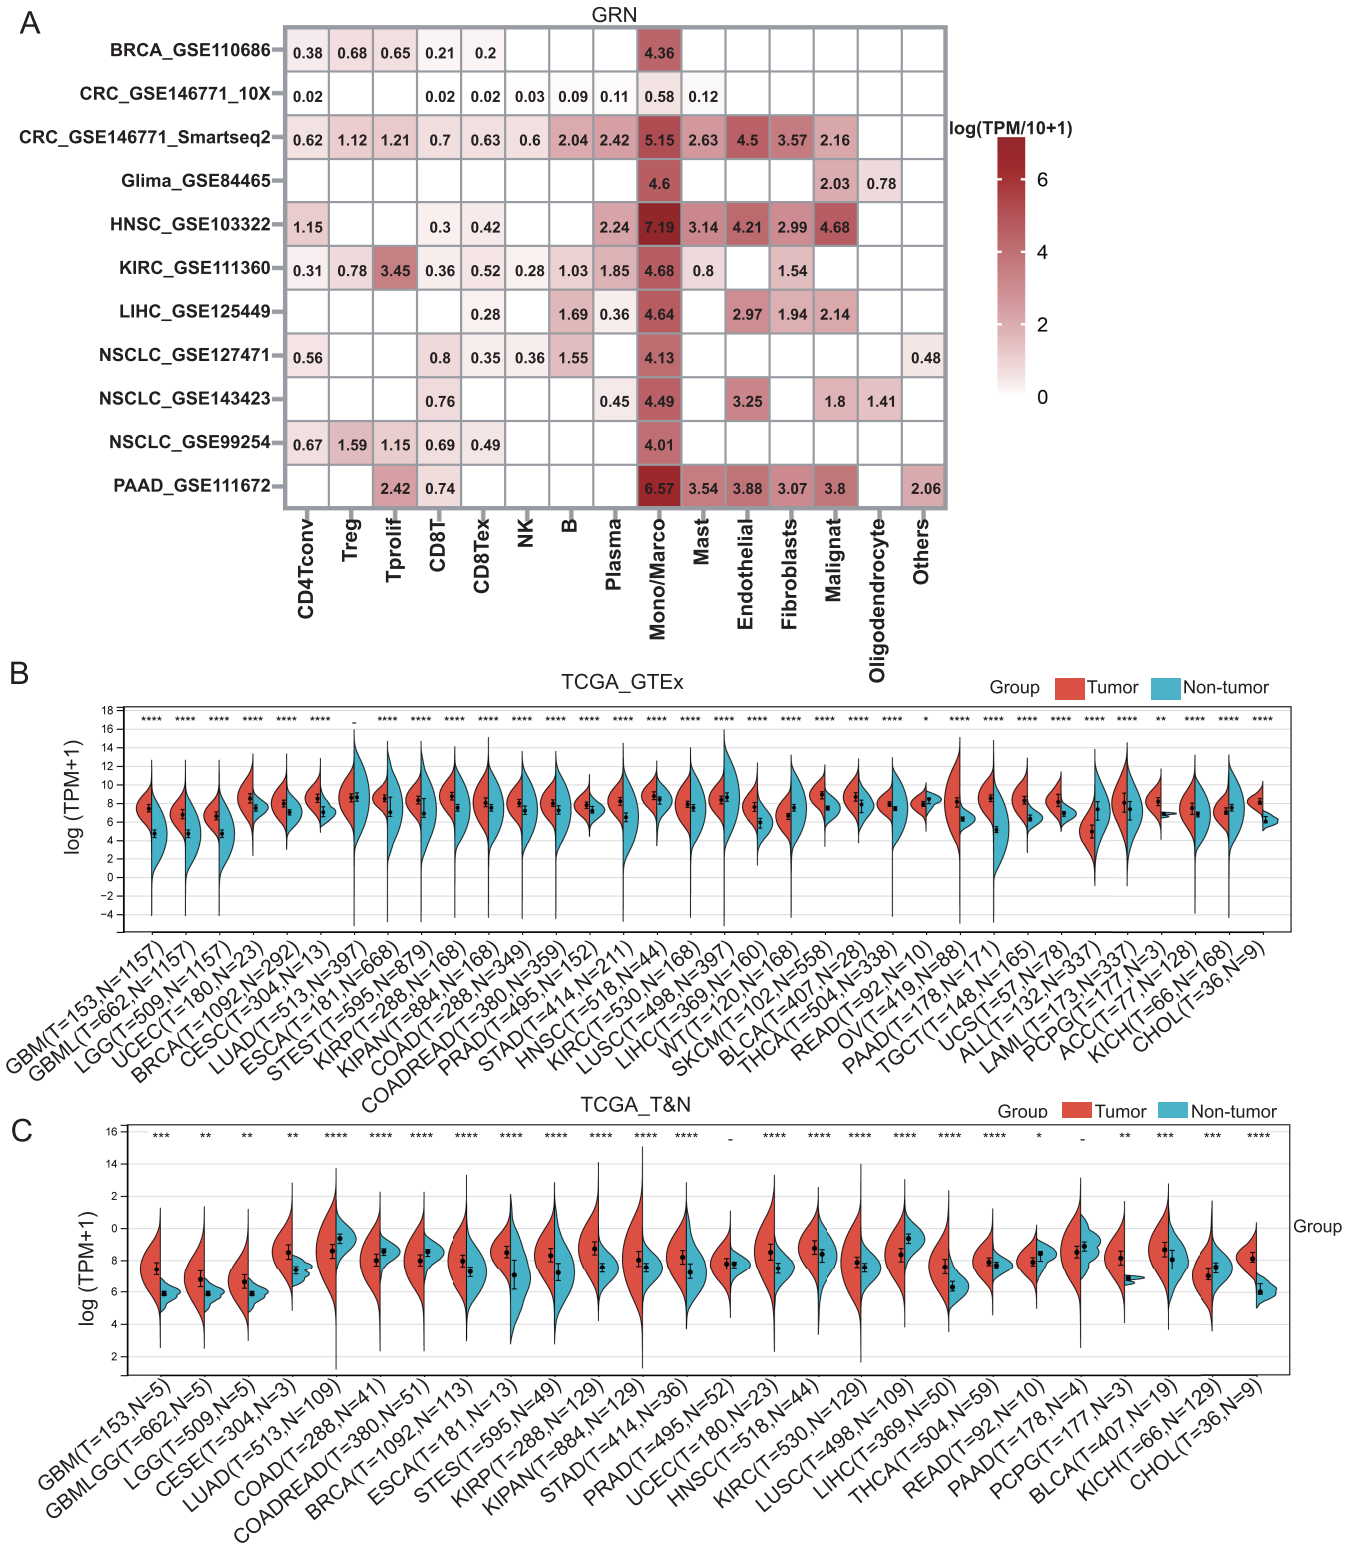 A
GRN
BRCA_GSE110686 0.38 0.68 0.65 0.21 0.2 4.36
CRC_GSE146771_10X 0.02 0.02 0.02 0.03 0.09 0.11 0.58 0.12
CRC_GSE146771_Smartseq2 0.62 1.12 1.21 0.7 0.63 0.6 2.04 2.42 5.15 2.63 4.5 3.57 2.16
Glima_GSE84465 4.6 2.03 0.78
HNSC_GSE103322 1.15 0.3 0.42 2.24 7.19 3.14 4.21 2.99 4.68
KIRC_GSE111360 0.31 0.78 3.45 0.36 0.52 0.28 1.03 1.85 4.68 0.8 1.54
LIHC_GSE125449 0.28 1.69 0.36 4.64 2.97 1.94 2.14
NSCLC_GSE127471 0.56 0.8 0.35 0.36 1.55 4.13 0.48
NSCLC_GSE143423 0.76 0.45 4.49 3.25 1.8 1.41
NSCLC_GSE99254 0.67 1.59 1.15 0.69 0.49 4.01
PAAD_GSE111672 2.42 0.74 6.57 3.54 3.88 3.07 3.8 2.06
CD4Tconv
Treg
Tprolif
CD8T
CD8Tex
NK
B
Plasma
Mono/Marco
Mast
Endothelial
Fibroblasts
Malignat
Oligodendrocyte
Others
log(TPM/10+1)
6
4
2
0
B
TCGA_GTEx
Group Tumor Non-tumor
log (TPM+1)
18
16
14
12
10
8
6
4
2
0
−2
−4
**** **** **** **** **** **** - **** **** **** **** **** **** **** **** **** **** **** **** **** **** **** **** * **** **** **** **** **** **** ** **** **** ****
GBM(T=153,N=1157)
GBML(T=662,N=1157)
LGG(T=509,N=1157)
UCEC(T=180,N=23)
BRCA(T=1092,N=292)
CESC(T=304,N=13)
LUAD(T=513,N=397)
ESCA(T=181,N=668)
STEST(T=595,N=879)
KIRP(T=288,N=168)
KIPAN(T=884,N=168)
COAD(T=288,N=349)
COADREAD(T=380,N=359)
PRAD(T=495,N=152)
STAD(T=414,N=211)
HNSC(T=518,N=44)
KIRC(T=530,N=168)
LUSC(T=498,N=397)
LIHC(T=369,N=160)
WT(T=120,N=168)
SKCM(T=102,N=558)
BLCA(T=407,N=28)
THCA(T=504,N=338)
READ(T=92,N=10)
OV(T=419,N=88)
PAAD(T=178,N=171)
TGCT(T=148,N=165)
UCS(T=57,N=78)
ALL(T=132,N=337)
LAML(T=173,N=337)
PCPG(T=177,N=3)
ACC(T=77,N=128)
KICH(T=66,N=168)
CHOL(T=36,N=9)
C
TCGA_T&N
Group Tumor Non-tumor
log (TPM+1)
16
14
2
0
8
6
4
2
*** ** ** ** **** **** **** **** **** **** **** **** **** - **** **** **** **** **** **** * - ** *** *** ****
Group
GBM(T=153,N=5)
GBMLGG(T=662,N=5)
LGG(T=509,N=5)
CESE(T=304,N=3)
LUAD(T=513,N=109)
COAD(T=288,N=41)
COADREAD(T=380,N=51)
BRCA(T=1092,N=113)
ESCA(T=181,N=13)
STES(T=595,N=49)
KIRP(T=288,N=129)
KIPAN(T=884,N=129)
STAD(T=414,N=36)
PRAD(T=495,N=52)
UCEC(T=180,N=23)
HNSC(T=518,N=44)
KIRC(T=530,N=129)
LUSC(T=498,N=109)
LIHC(T=369,N=50)
THCA(T=504,N=59)
READ(T=92,N=10)
PAAD(T=178,N=4)
PCPG(T=177,N=3)
BLCA(T=407,N=19)
KICH(T=66,N=129)
CHOL(T=36,N=9)